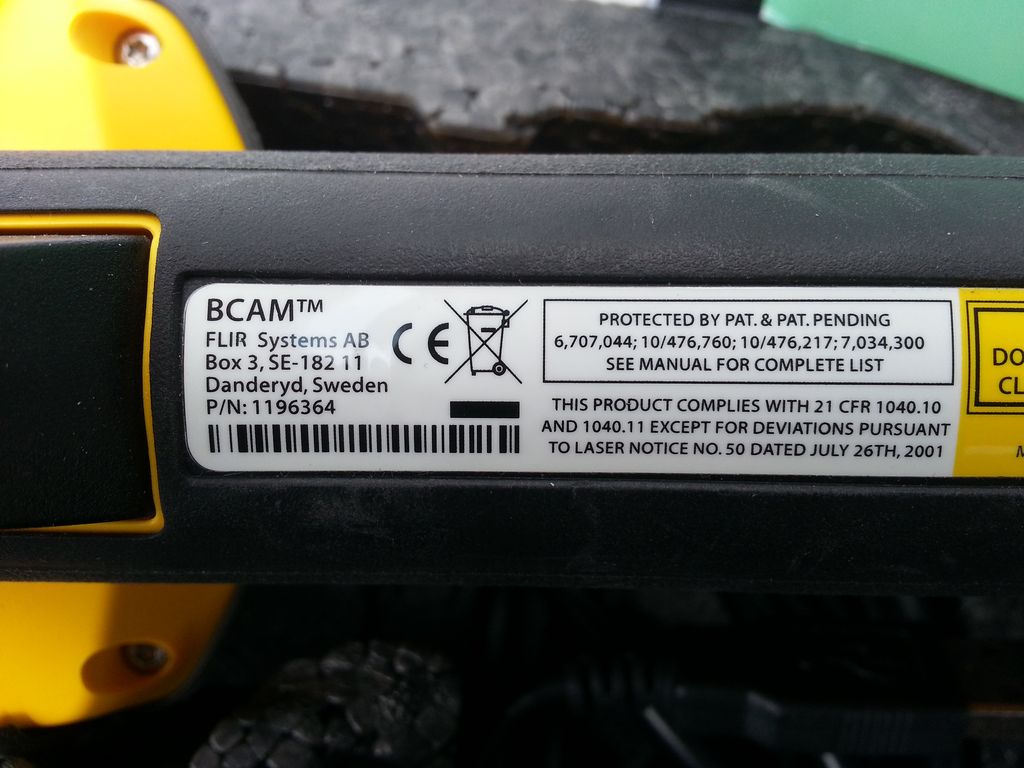 BCAM™
FLIR Systems AB
Box 3, SE-182 11
Danderyd, Sweden
P/N: 1196364
CE
PROTECTED BY PAT. & PAT. PENDING
6,707,044; 10/476,760; 10/476,217; 7,034,300
SEE MANUAL FOR COMPLETE LIST
THIS PRODUCT COMPLIES WITH 21 CFR 1040.10
AND 1040.11 EXCEPT FOR DEVIATIONS PURSUANT
TO LASER NOTICE NO. 50 DATED JULY 26TH, 2001
DO
CL
M